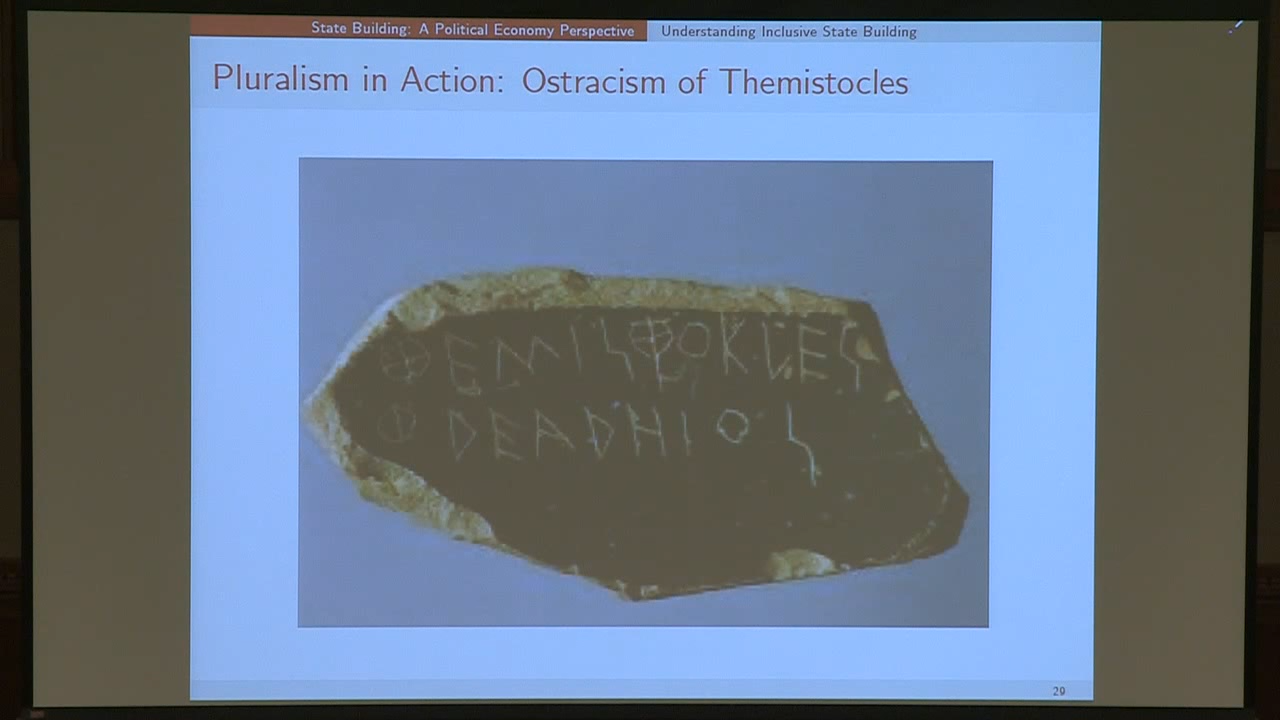 State Building: A Political Economy Perspective
Understanding Inclusive State Building
Pluralism in Action: Ostracism of Themistocles
29